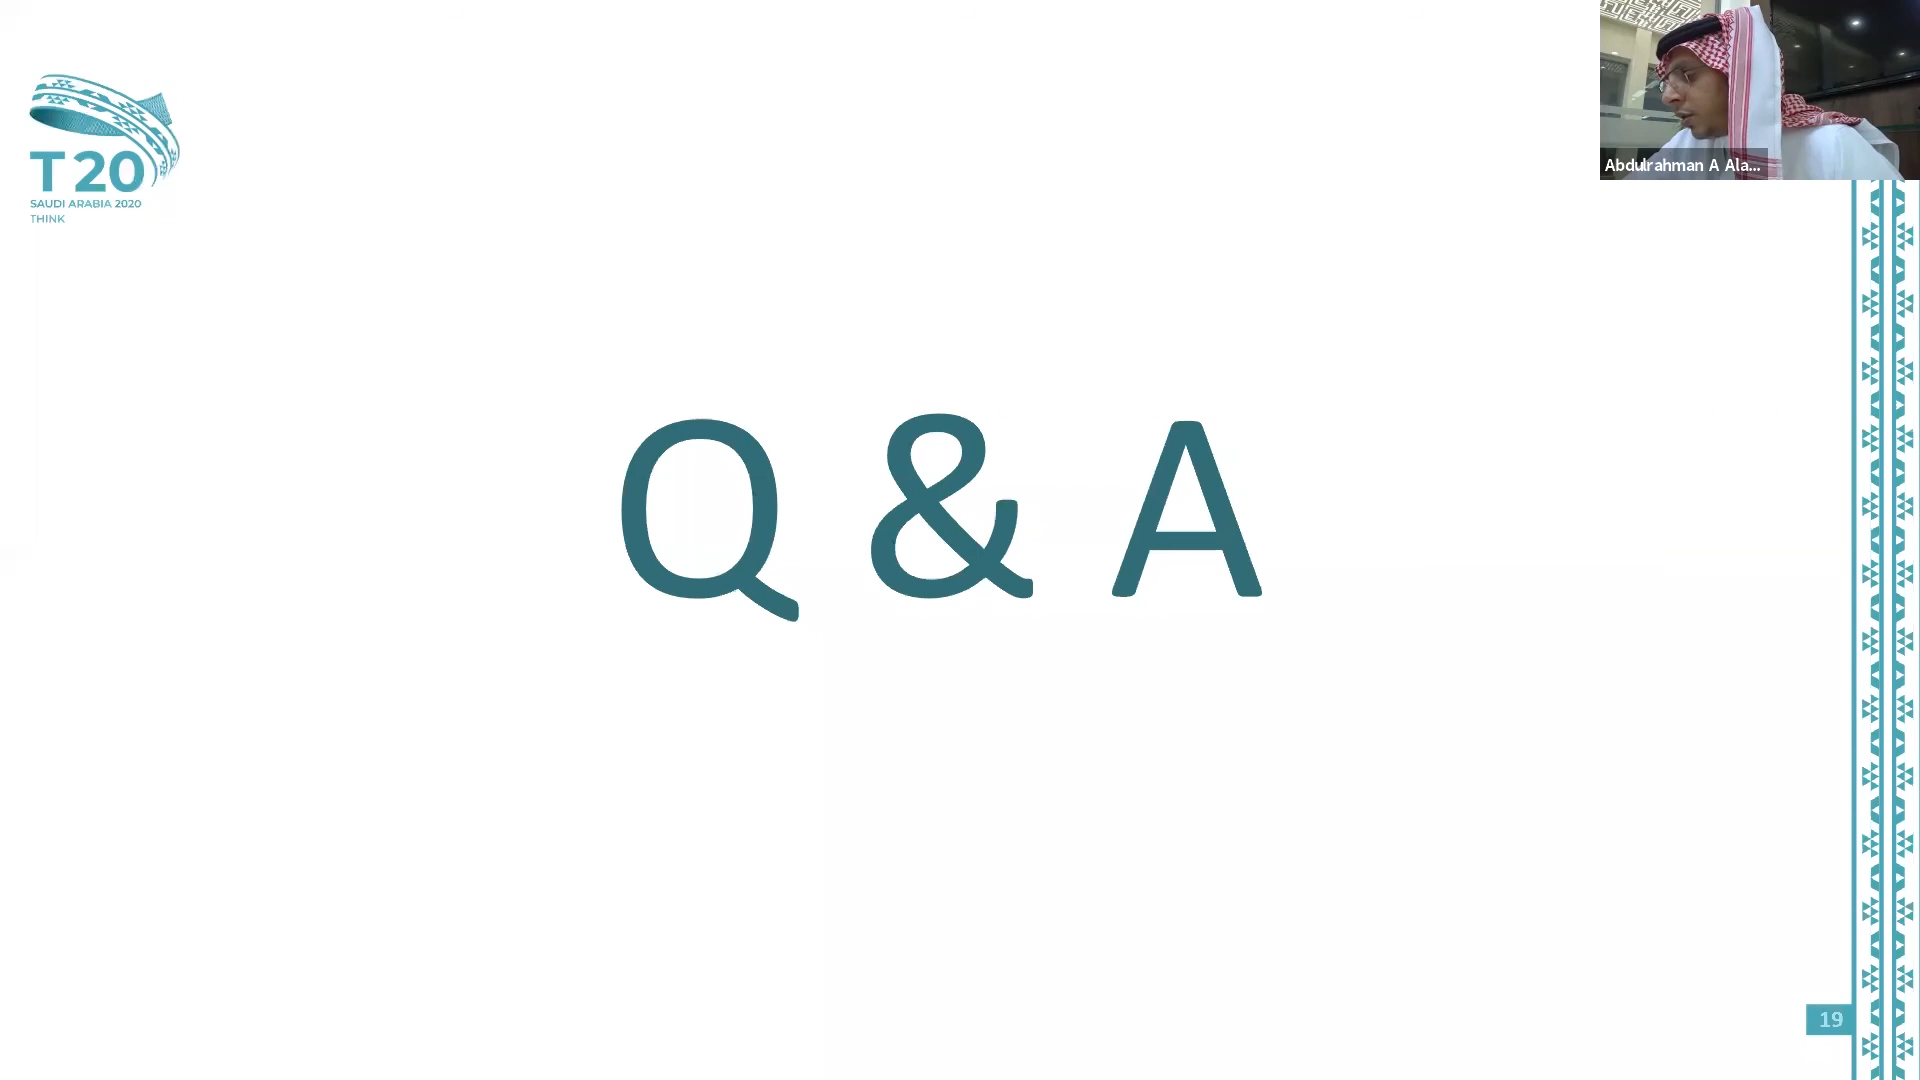 T20
SAUDI ARABIA 2020
THINK
Abdulrahman A Ala...
Q & A
19